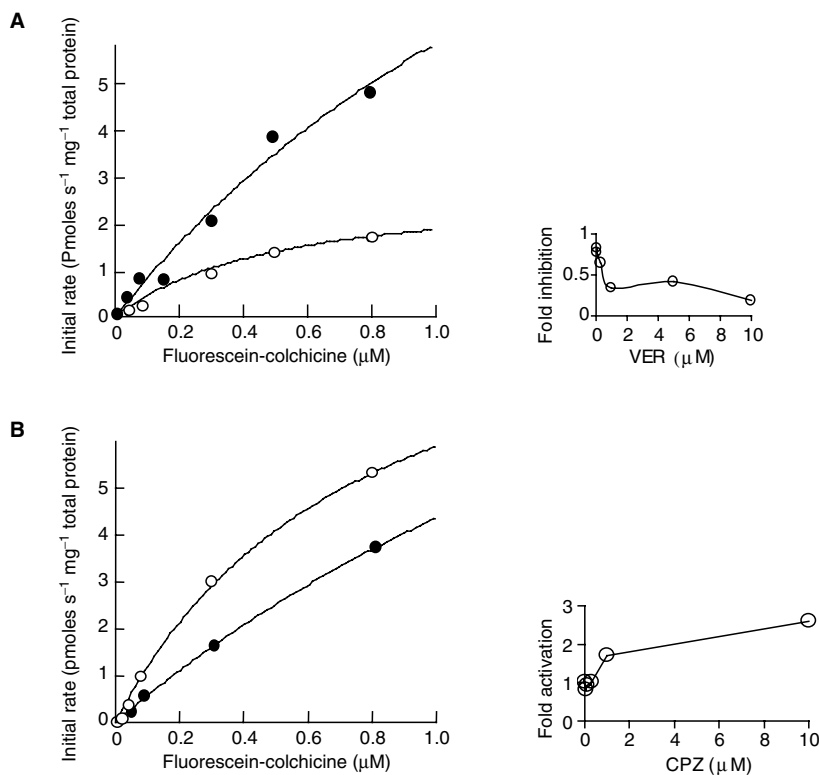 A
Initial rate (Pmoles s⁻¹ mg⁻¹ total protein)
5
4
3
2
1
0
0 0.2 0.4 0.6 0.8 1.0
Fluorescein-colchicine (μM)
Fold inhibition
1
0.5
0
0 2 4 6 8 10
VER (μM)
B
Initial rate (pmoles s⁻¹ mg⁻¹ total protein)
5
4
3
2
1
0
0 0.2 0.4 0.6 0.8 1.0
Fluorescein-colchicine (μM)
Fold activation
3
2
1
0
0 2 4 6 8 10
CPZ (μM)